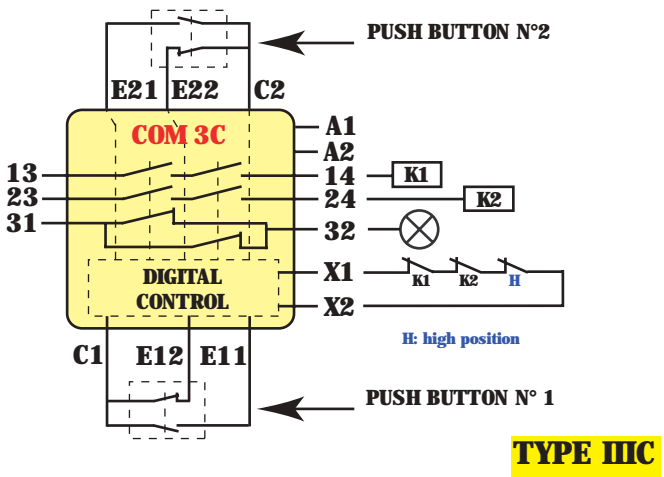 PUSH BUTTON N°2
E21 E22 C2
COM 3C
A1
A2
13 14 K1
23 24 K2
31 32
DIGITAL
CONTROL
X1 K1 K2 H
X2
H: high position
C1 E12 E11
PUSH BUTTON N° 1
TYPE IIIC